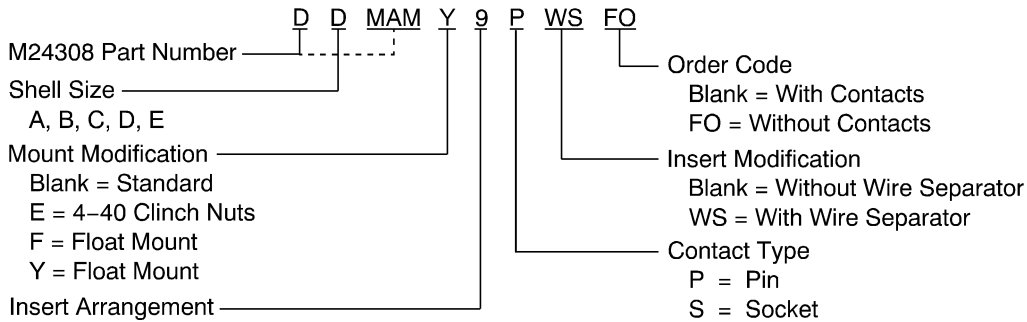 D D MAM Y 9 P WS FO
M24308 Part Number
Shell Size
A, B, C, D, E
Mount Modification
Blank = Standard
E = 4–40 Clinch Nuts
F = Float Mount
Y = Float Mount
Insert Arrangement
Order Code
Blank = With Contacts
FO = Without Contacts
Insert Modification
Blank = Without Wire Separator
WS = With Wire Separator
Contact Type
P = Pin
S = Socket